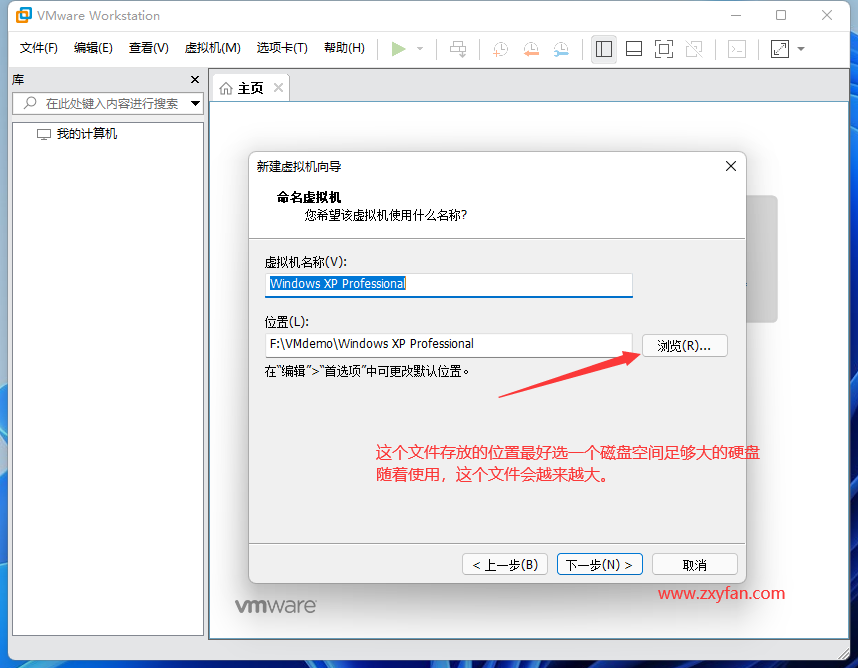 VMware Workstation
文件(F) 编辑(E) 查看(V) 虚拟机(M) 选项卡(T) 帮助(H)
库
主页
在此处键入内容进行搜索
我的计算机
新建虚拟机向导
命名虚拟机
您希望该虚拟机使用什么名称?
虚拟机名称(V):
Windows XP Professional
位置(L):
F:\VMdemo\Windows XP Professional
浏览(R)...
在"编辑">"首选项"中可更改默认位置。
这个文件存放的位置最好选一个磁盘空间足够大的硬盘
随着使用，这个文件会越来越大。
< 上一步(B) 下一步(N) > 取消
www.zxyfan.com
vmware